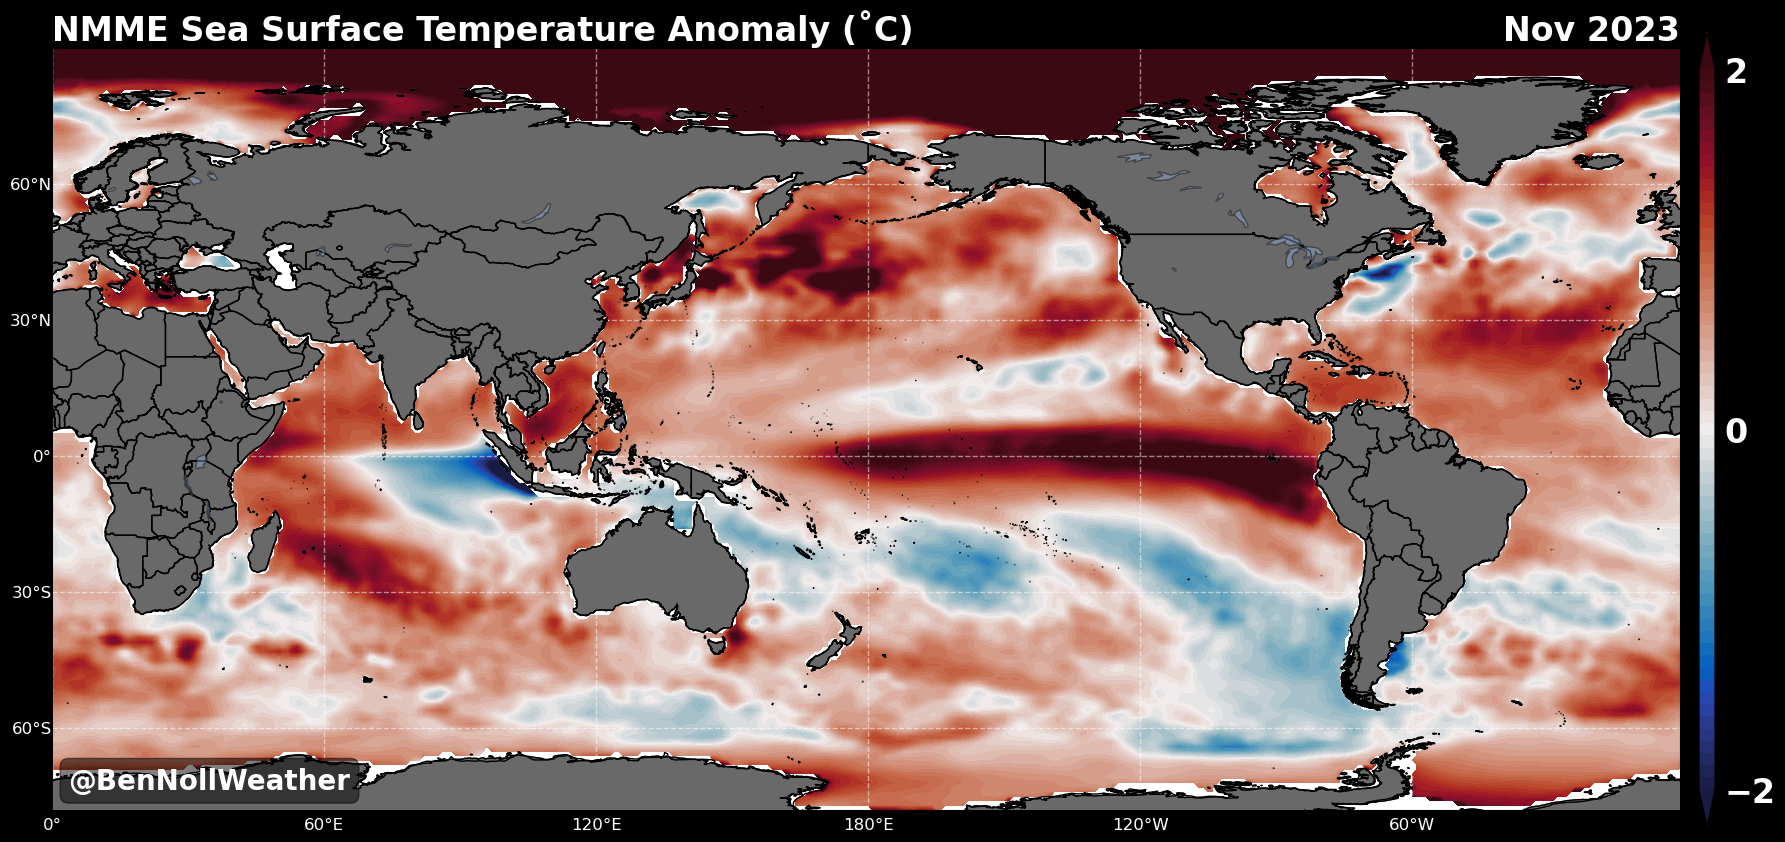 NMME Sea Surface Temperature Anomaly (˚C)
Nov 2023
2
0
−2
60°N
30°N
0°
30°S
60°S
@BenNollWeather
0°
60°E
120°E
180°E
120°W
60°W